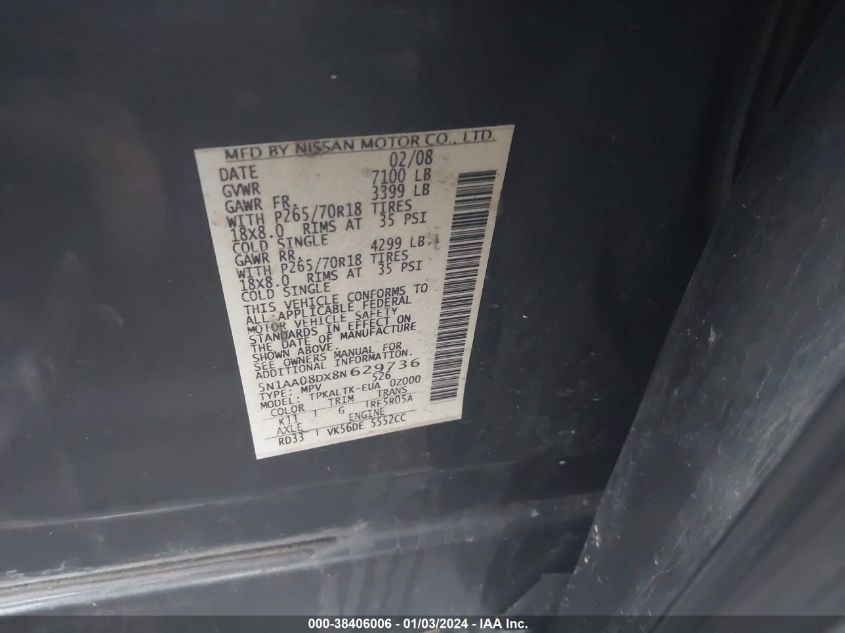 MFD BY NISSAN MOTOR CO., LTD.
DATE 02/08
GVWR 7100 LB
GAWR FR. 3399 LB
WITH P265/70R18 TIRES
18X8.0 RIMS AT 35 PSI
COLD SINGLE
GAWR RR. 4299 LB.
WITH P265/70R18 TIRES
18X8.0 RIMS AT 35 PSI
COLD SINGLE
THIS VEHICLE CONFORMS TO
ALL APPLICABLE FEDERAL
MOTOR VEHICLE SAFETY
STANDARDS IN EFFECT ON
THE DATE OF MANUFACTURE
SHOWN ABOVE.
SEE OWNERS MANUAL FOR
ADDITIONAL INFORMATION.
5N1AA08DX8N629736
TYPE: MPV 526
MODEL: TPKALTK-EUA 0Z000
COLOR TRIM TRANS
K11 G RE5R05A
AXLE ENGINE
RD33 VK56DE 5552CC
000-38406006 - 01/03/2024 - IAA Inc.